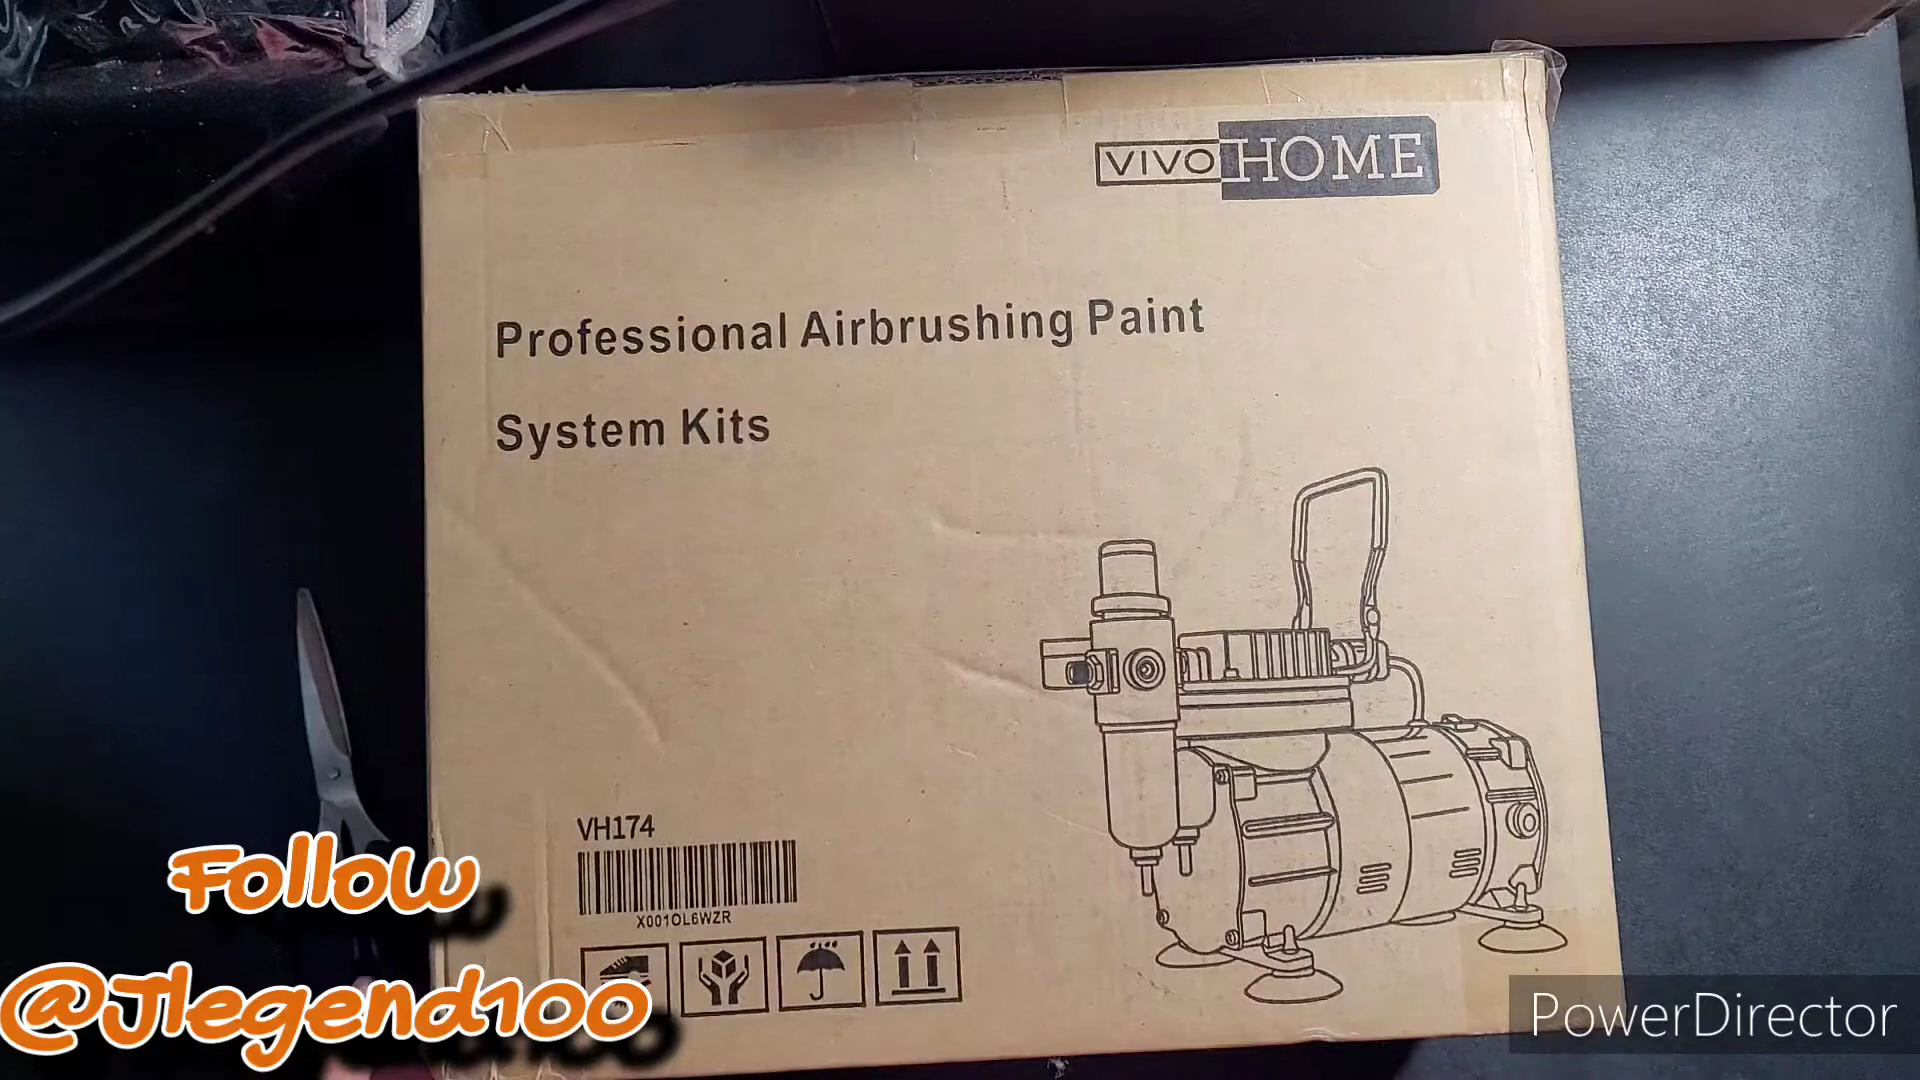 VIVO HOME
Professional Airbrushing Paint
System Kits
VH174
X001OL6WZR
Follow
@Jlegend100
PowerDirector